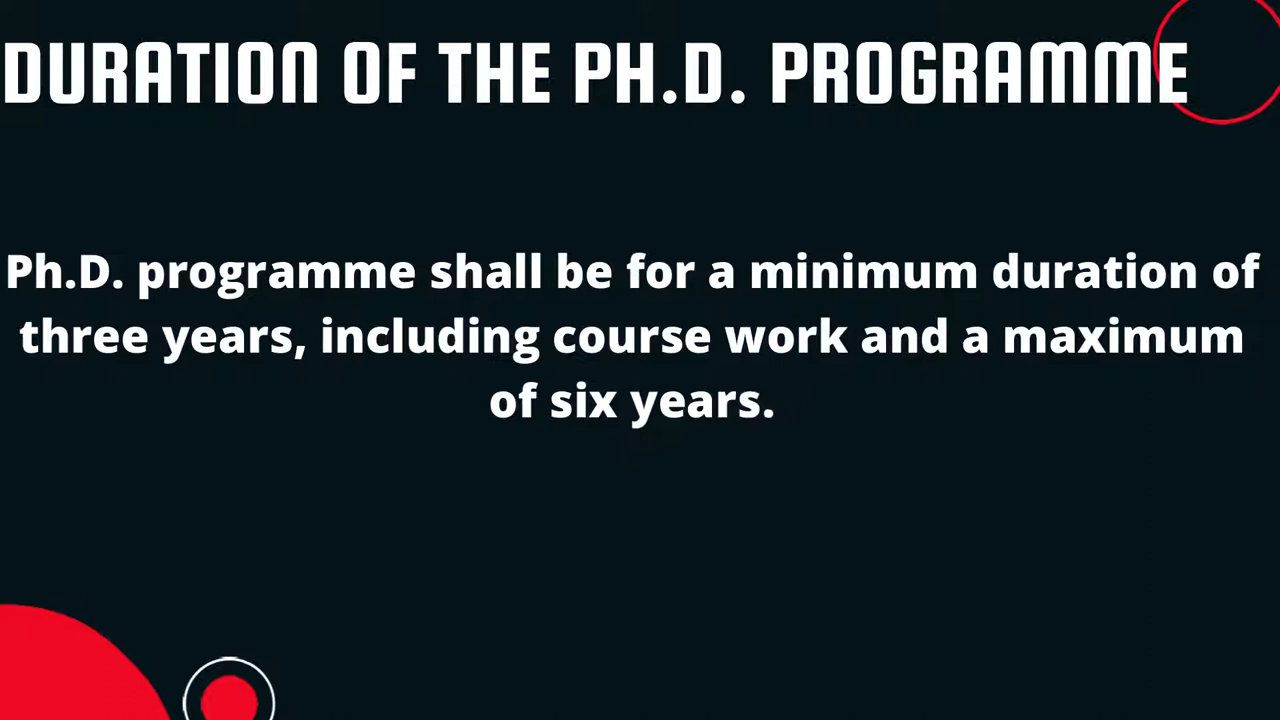 DURATION OF THE PH.D. PROGRAMME
Ph.D. programme shall be for a minimum duration of
three years, including course work and a maximum
of six years.